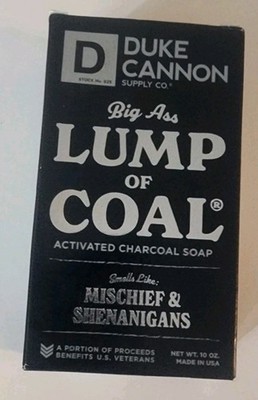 DUKE
CANNON
SUPPLY CO.®
D
Big Ass
LUMP
OF
COAL®
ACTIVATED CHARCOAL SOAP
Smells Like:
MISCHIEF &
SHENANIGANS
A PORTION OF PROCEEDS
BENEFITS U.S. VETERANS
NET WT. 10 OZ.
MADE IN USA